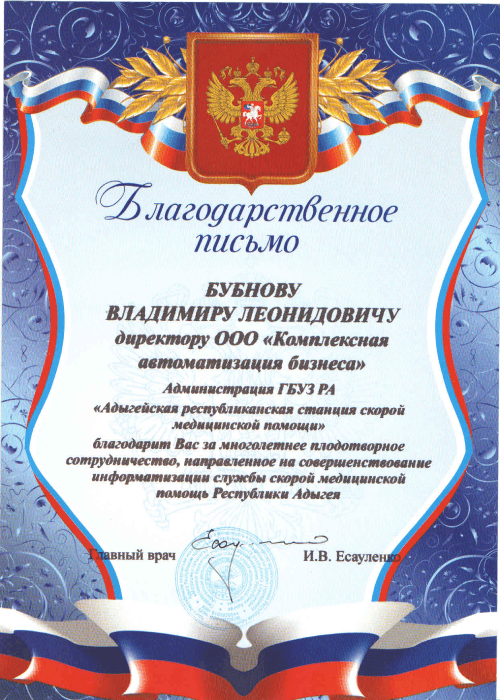 Благодарственное
письмо
БУБНОВУ
ВЛАДИМИРУ ЛЕОНИДОВИЧУ
директору ООО «Комплексная
автоматизация бизнеса»
Администрация ГБУЗ РА
«Адыгейская республиканская станция скорой
медицинской помощи»
благодарит Вас за многолетнее плодотворное
сотрудничество, направленное на совершенствование
информатизации службы скорой медицинской
помощь Республики Адыгея
Главный врач И.В. Есауленко